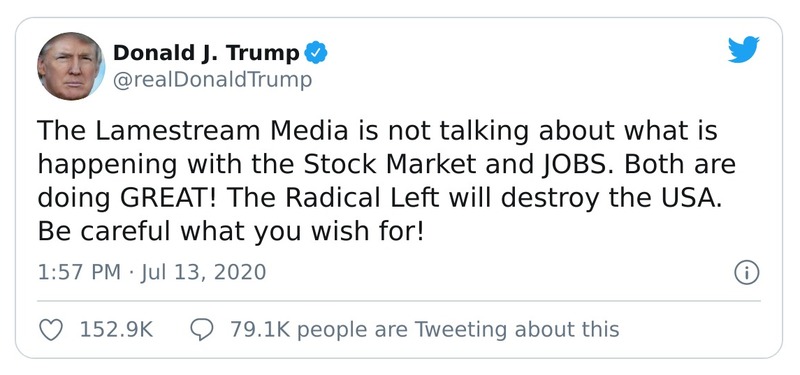 Donald J. Trump
@realDonaldTrump
The Lamestream Media is not talking about what is
happening with the Stock Market and JOBS. Both are
doing GREAT! The Radical Left will destroy the USA.
Be careful what you wish for!
1:57 PM · Jul 13, 2020
152.9K 79.1K people are Tweeting about this